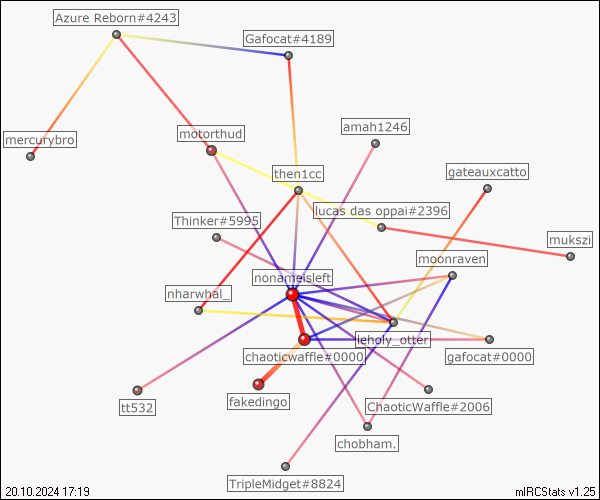 Azure Reborn#4243
Gafocat#4189
mercurybro
motorthud
amah1246
then1cc
gateauxcatto
Thinker#5995
llucas das oppai#2396
mukszi
moonraven
nonameisleft
nharwhal_
leholy_otter
chaoticwaffle#0000
gafocat#0000
fakedingo
tt532
ChaoticWaffle#2006
chobham.
TripleMidget#8824
20.10.2024 17:19
mIRCStats v1.25